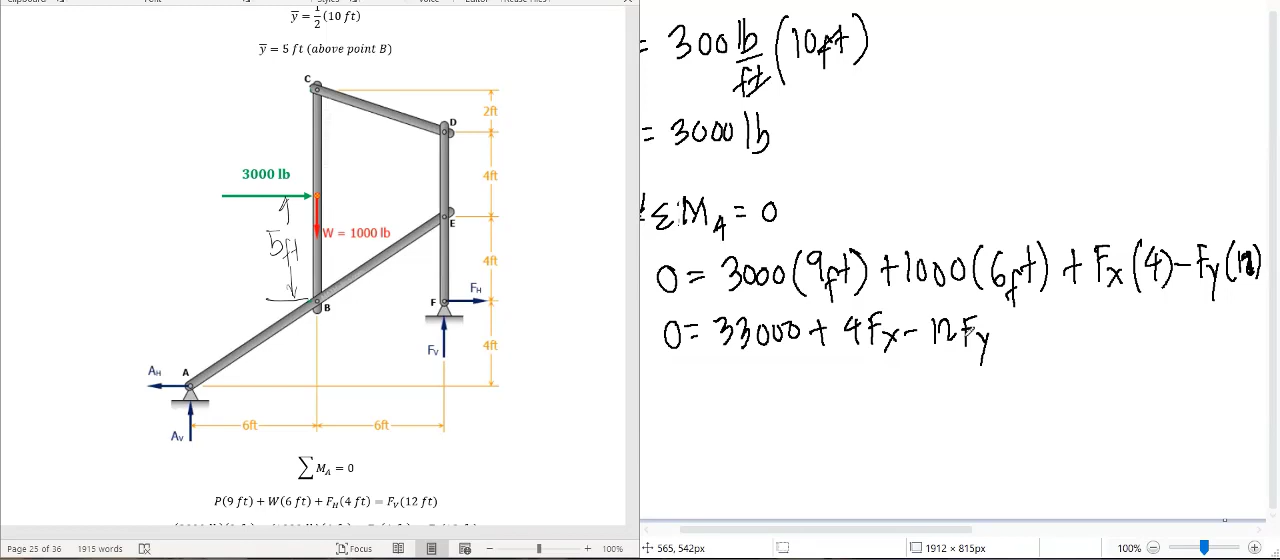 ȳ = 1/2 (10 ft)
ȳ = 5 ft (above point B)
C
2ft
D
4ft
3000 lb
W = 1000 lb
5ft
E
4ft
F_H
F
B
F_V
4ft
A_H
A
6ft
6ft
A_V
∑ M_A = 0
P(9 ft) + W(6 ft) + F_H(4 ft) = F_V(12 ft)
Page 25 of 36
1915 words
Focus
100%
= 300 lb/ft (10ft)
= 3000 lb
ΣM_A = 0
0 = 3000 (9ft) + 1000 (6ft) + Fx (4) - Fy (12)
0 = 33000 + 4Fx - 12Fy
565, 542px
1912 × 815px
100%